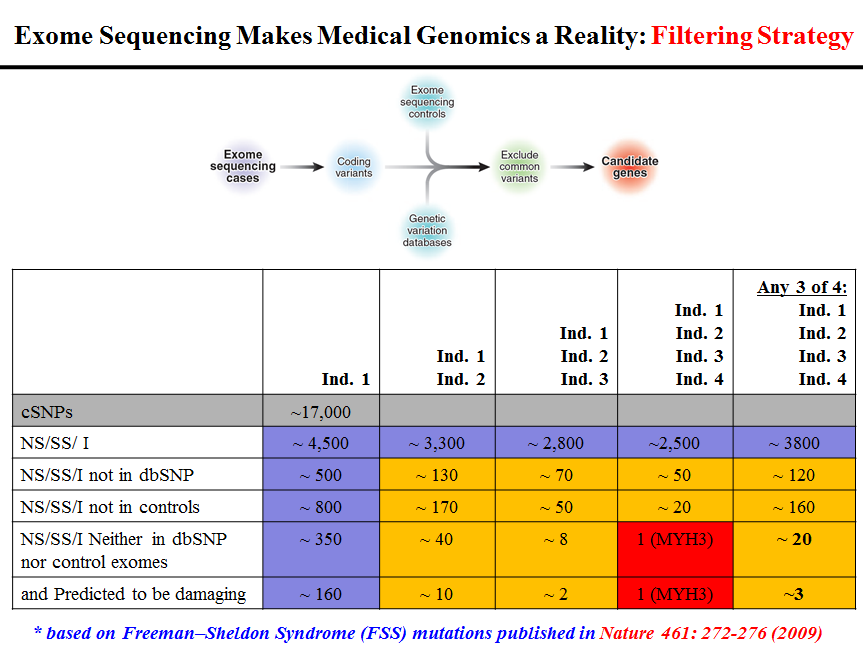 Exome Sequencing Makes Medical Genomics a Reality: Filtering Strategy
Exome
sequencing
controls
Exome
sequencing
cases
Coding
variants
Exclude
common
variants
Candidate
genes
Genetic
variation
databases
Ind. 1
Ind. 1
Ind. 2
Ind. 1
Ind. 2
Ind. 3
Ind. 1
Ind. 2
Ind. 3
Ind. 4
Any 3 of 4:
Ind. 1
Ind. 2
Ind. 3
Ind. 4
cSNPs ~17,000
NS/SS/ I ~ 4,500 ~ 3,300 ~ 2,800 ~2,500 ~ 3800
NS/SS/I not in dbSNP ~ 500 ~ 130 ~ 70 ~ 50 ~ 120
NS/SS/I not in controls ~ 800 ~ 170 ~ 50 ~ 20 ~ 160
NS/SS/I Neither in dbSNP ~ 350 ~ 40 ~ 8 1 (MYH3) ~ 20
nor control exomes
and Predicted to be damaging ~ 160 ~ 10 ~ 2 1 (MYH3) ~3
* based on Freeman–Sheldon Syndrome (FSS) mutations published in Nature 461: 272-276 (2009)